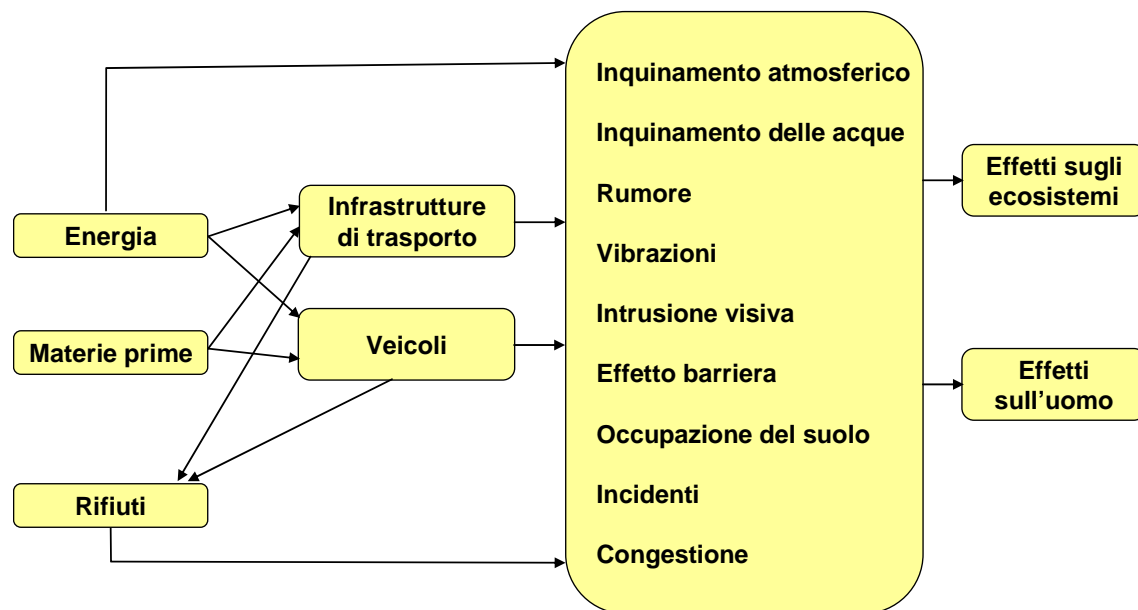 Energia
Materie prime
Rifiuti
Infrastrutture
di trasporto
Veicoli
Inquinamento atmosferico
Inquinamento delle acque
Rumore
Vibrazioni
Intrusione visiva
Effetto barriera
Occupazione del suolo
Incidenti
Congestione
Effetti sugli
ecosistemi
Effetti
sull’uomo